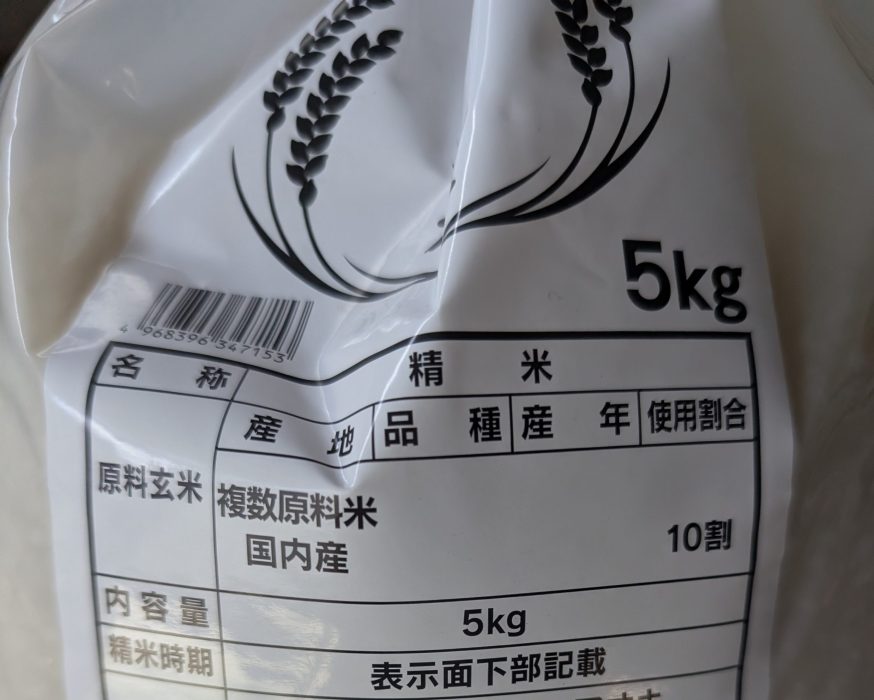 5kg
4 968396 347153
名称 精米
産地 品種 産年 使用割合
原料玄米
複数原料米
国内産 10割
内容量 5kg
精米時期 表示面下部記載